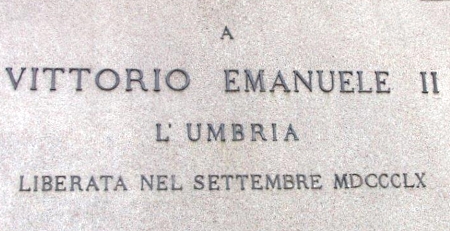 A
VITTORIO EMANUELE II
L'UMBRIA
LIBERATA NEL SETTEMBRE MDCCCLX